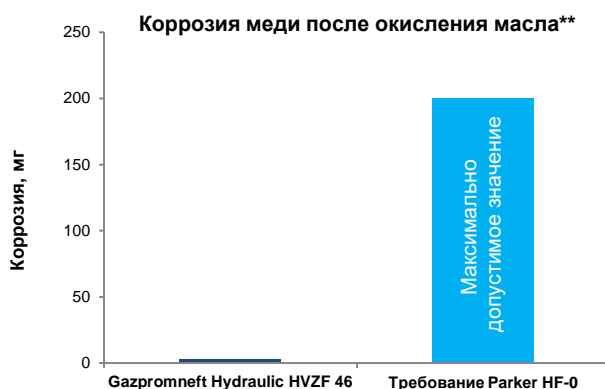 Коррозия меди после окисления масла**
250
200
150
100
50
0
Коррозия, мг
Максимально
допустимое значение
Gazpromneft Hydraulic HVZF 46
Требование Parker HF-0